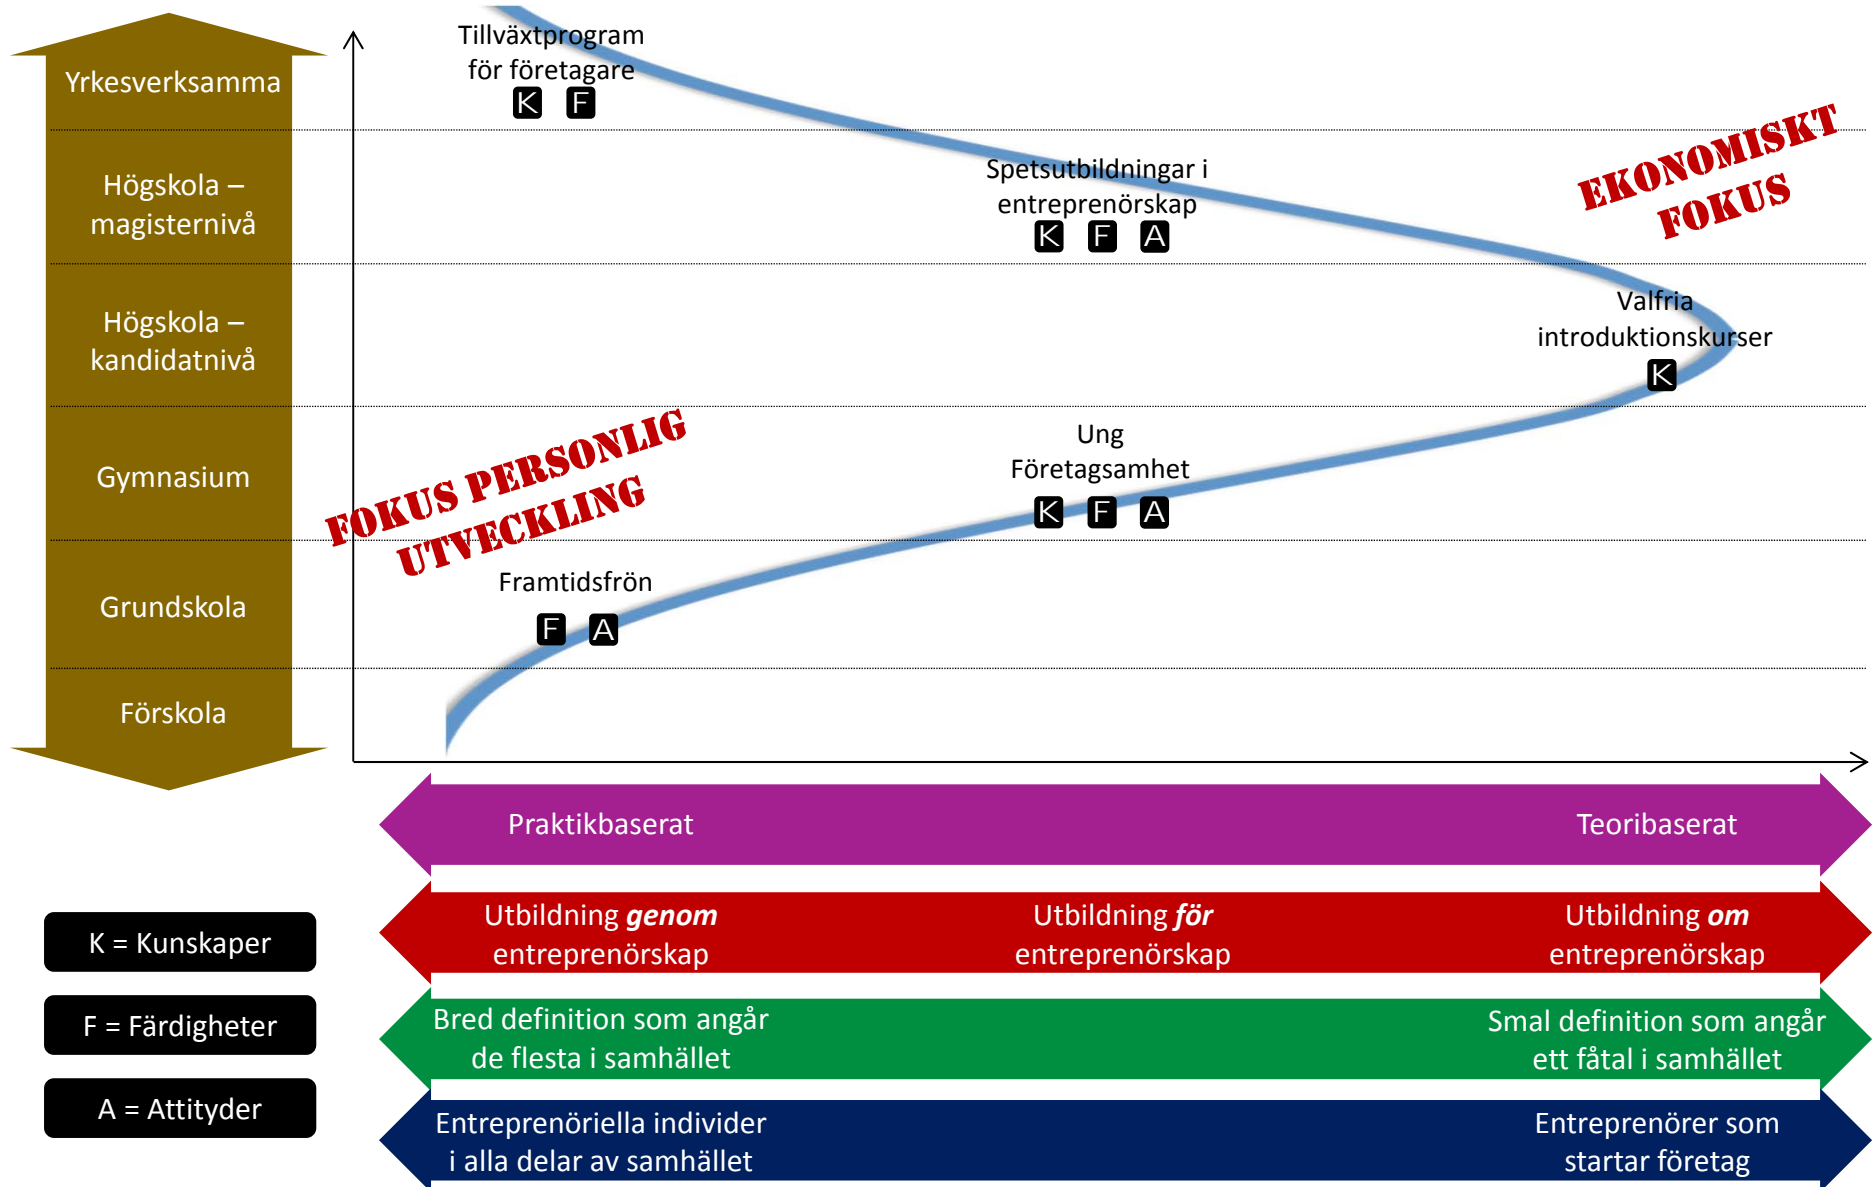 Yrkesverksamma
Högskola –
magisternivå
Högskola –
kandidatnivå
Gymnasium
Grundskola
Förskola
Tillväxtprogram
för företagare
K F
Spetsutbildningar i
entreprenörskap
K F A
EKONOMISKT
FOKUS
Valfria
introduktionskurser
K
Ung
Företagsamhet
K F A
FOKUS PERSONLIG
UTVECKLING
Framtidsfrön
F A
Praktikbaserat
Teoribaserat
Utbildning genom
entreprenörskap
Utbildning för
entreprenörskap
Utbildning om
entreprenörskap
Bred definition som angår
de flesta i samhället
Smal definition som angår
ett fåtal i samhället
Entreprenöriella individer
i alla delar av samhället
Entreprenörer som
startar företag
K = Kunskaper
F = Färdigheter
A = Attityder